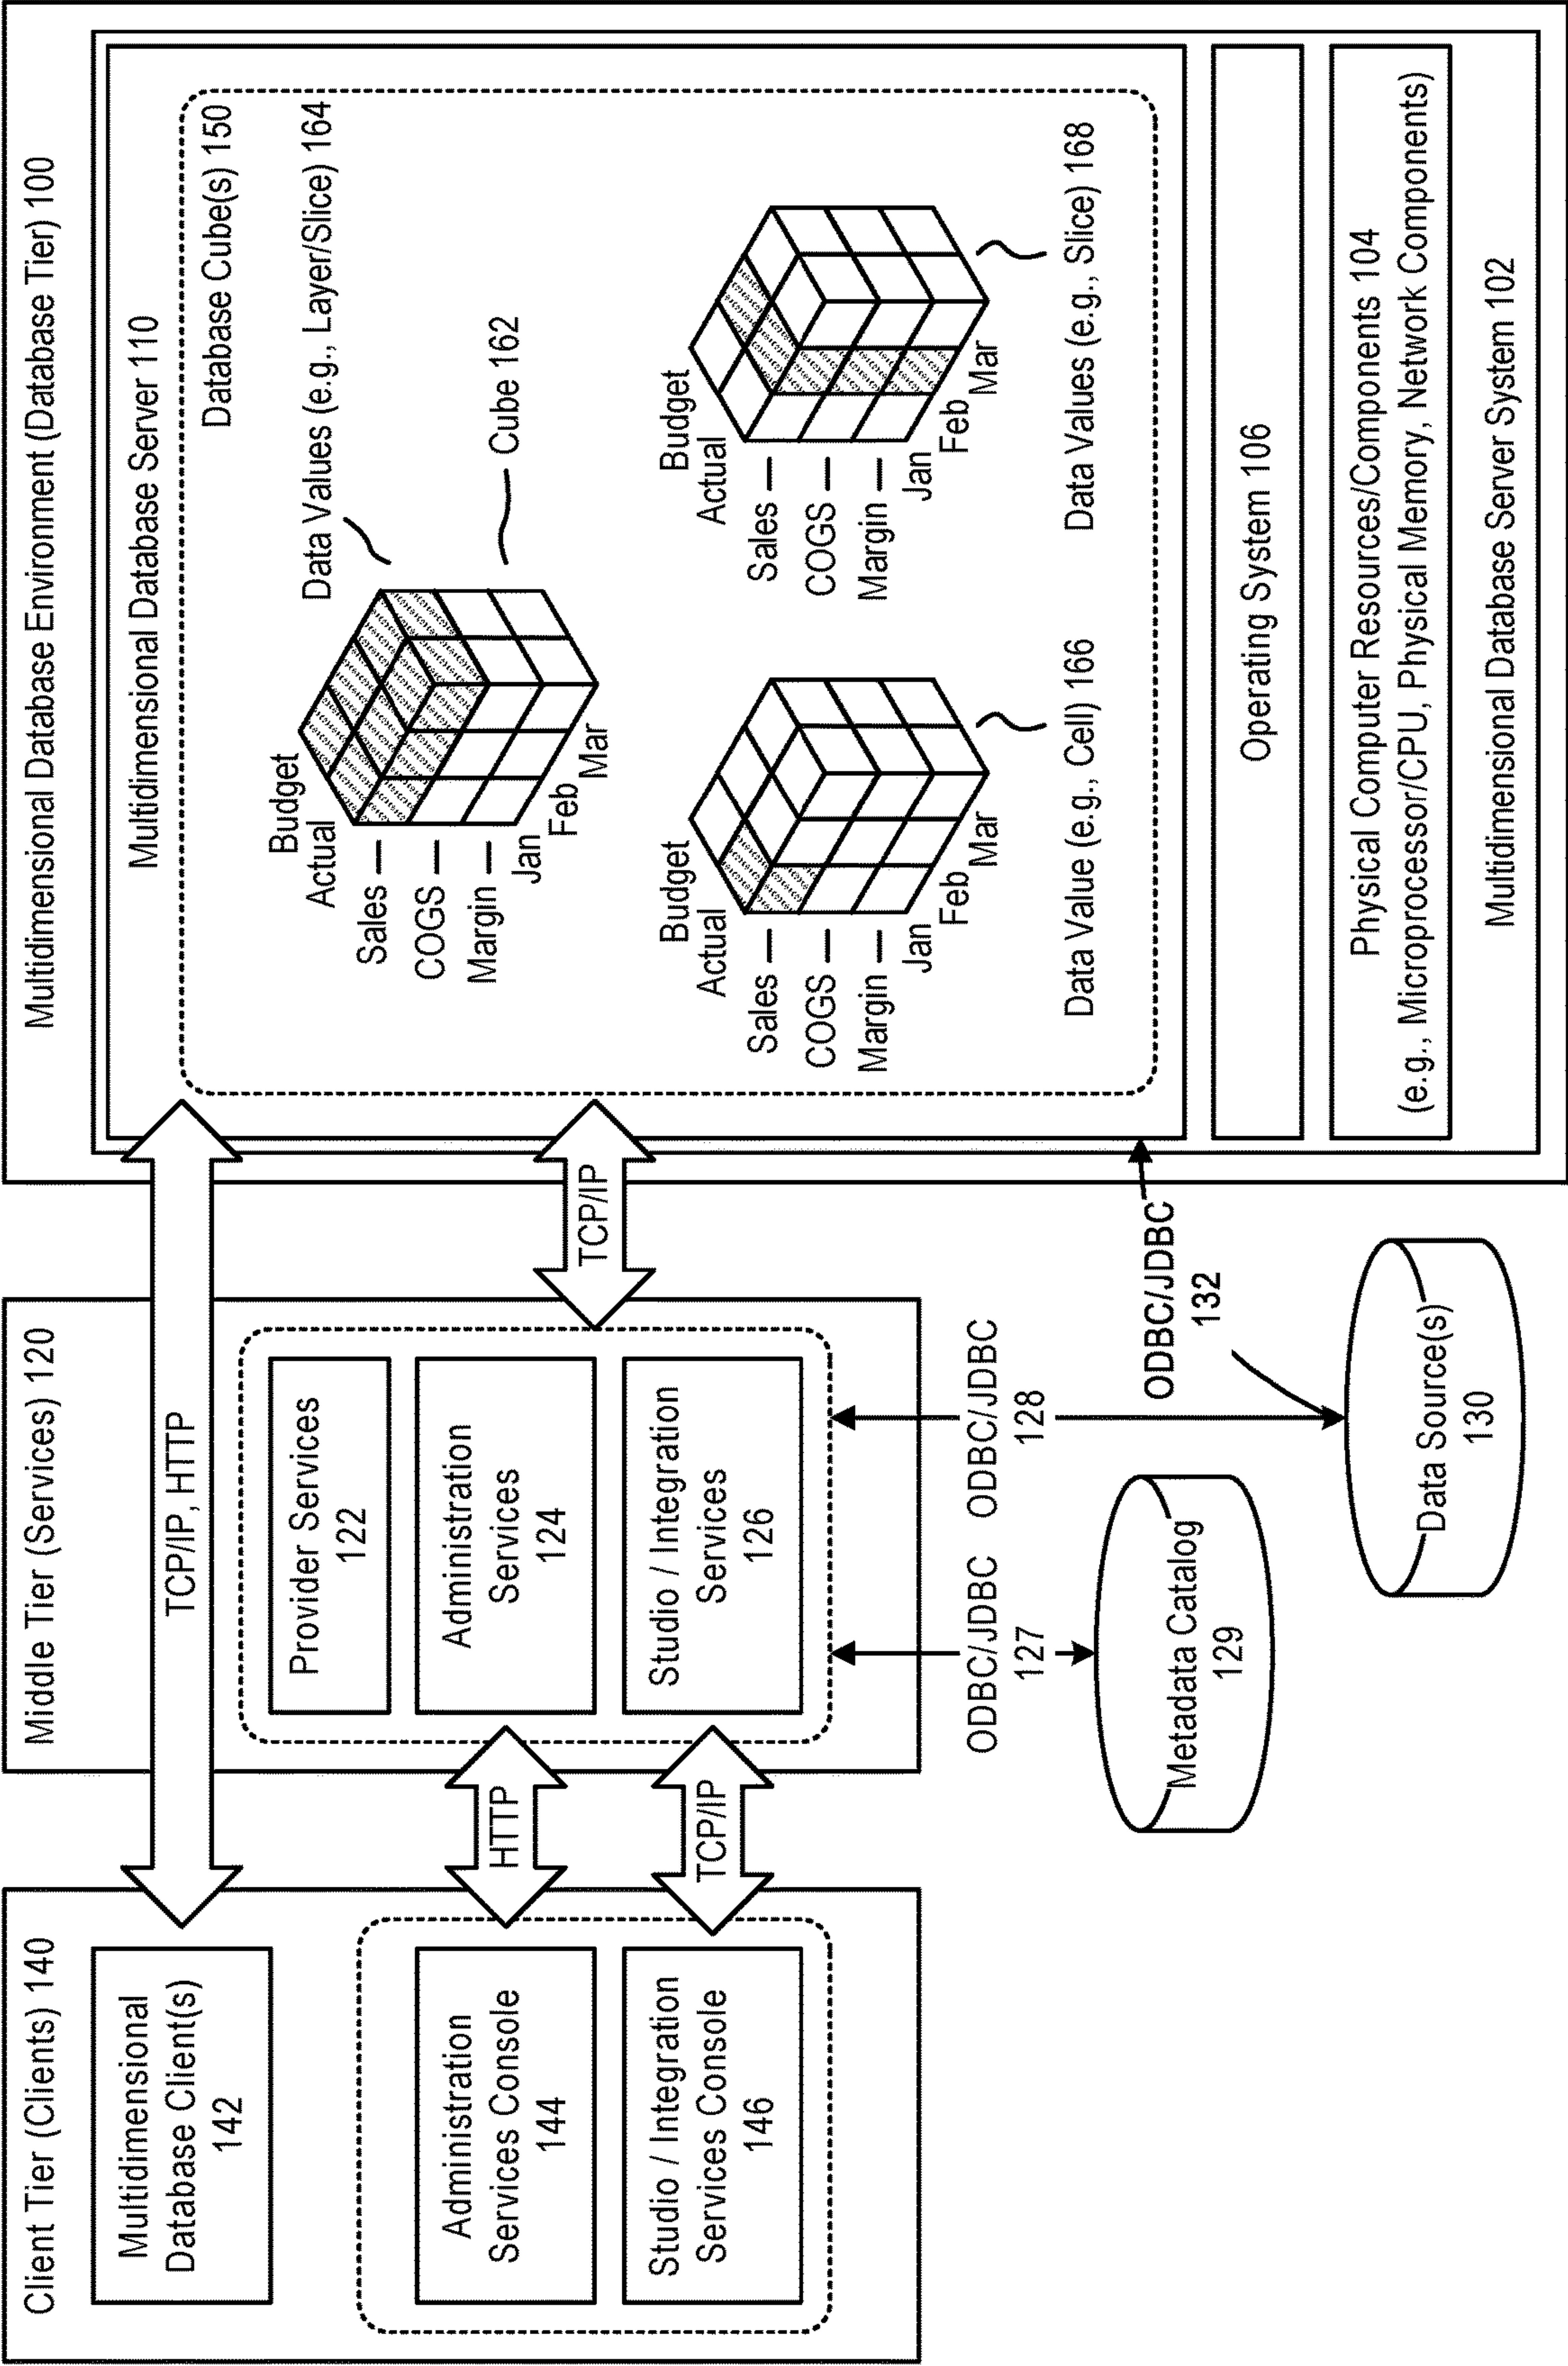 Client Tier (Clients) 140
Multidimensional
Database Client(s)
142
Administration
Services Console
144
Studio / Integration
Services Console
146
TCP/IP, HTTP
HTTP
TCP/IP
Middle Tier (Services) 120
Provider Services
122
Administration
Services
124
Studio / Integration
Services
126
ODBC/JDBC
127
ODBC/JDBC
128
Metadata Catalog
129
Data Source(s)
130
ODBC/JDBC
132
TCP/IP
Multidimensional Database Environment (Database Tier) 100
Multidimensional Database Server 110
Database Cube(s) 150
Data Values (e.g., Layer/Slice) 164
Cube 162
Budget
Actual
Sales
COGS
Margin
Jan
Feb
Mar
Budget
Actual
Sales
COGS
Margin
Jan
Feb
Mar
Data Value (e.g., Cell) 166
Budget
Actual
Sales
COGS
Margin
Jan
Feb
Mar
Data Values (e.g., Slice) 168
Operating System 106
Physical Computer Resources/Components 104
(e.g., Microprocessor/CPU, Physical Memory, Network Components)
Multidimensional Database Server System 102